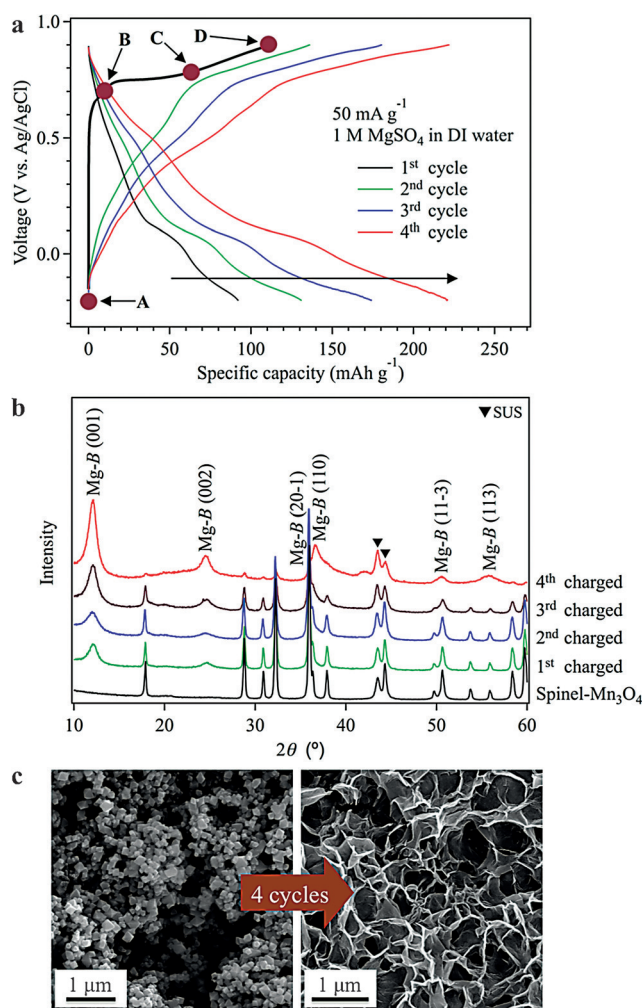 a
1.0
B
C
D
Voltage (V vs. Ag/AgCl)
0.5
50 mA g⁻¹
1 M MgSO₄ in DI water
1ˢᵗ cycle
2ⁿᵈ cycle
3ʳᵈ cycle
4ᵗʰ cycle
0.0
A
0 50 100 150 200 250
Specific capacity (mAh g⁻¹)
b
▼SUS
Mg-B (001)
Mg-B (002)
Mg-B (20-1)
Mg-B (110)
Mg-B (11-3)
Mg-B (113)
Intensity
4ᵗʰ charged
3ʳᵈ charged
2ⁿᵈ charged
1ˢᵗ charged
Spinel-Mn₃O₄
10 20 30 40 50 60
2θ (º)
c
4 cycles
1 μm
1 μm